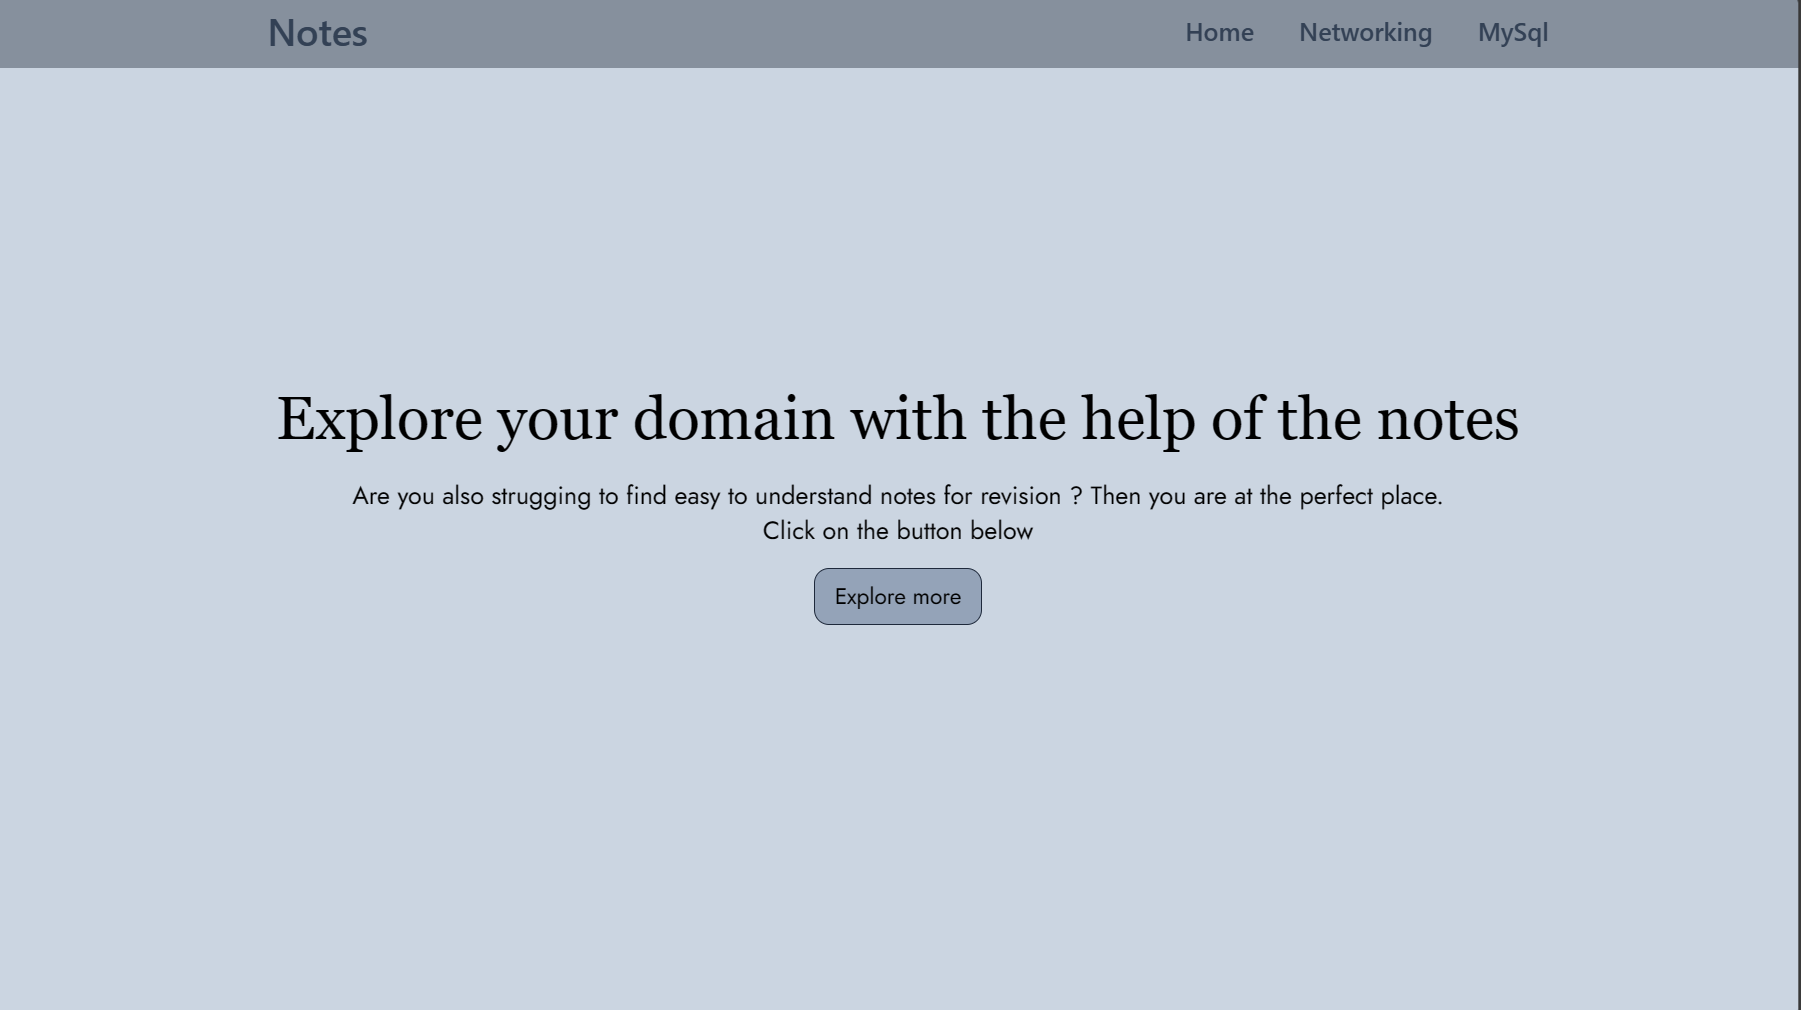 Notes
Home Networking MySql
Explore your domain with the help of the notes
Are you also strugging to find easy to understand notes for revision ? Then you are at the perfect place.
Click on the button below
Explore more